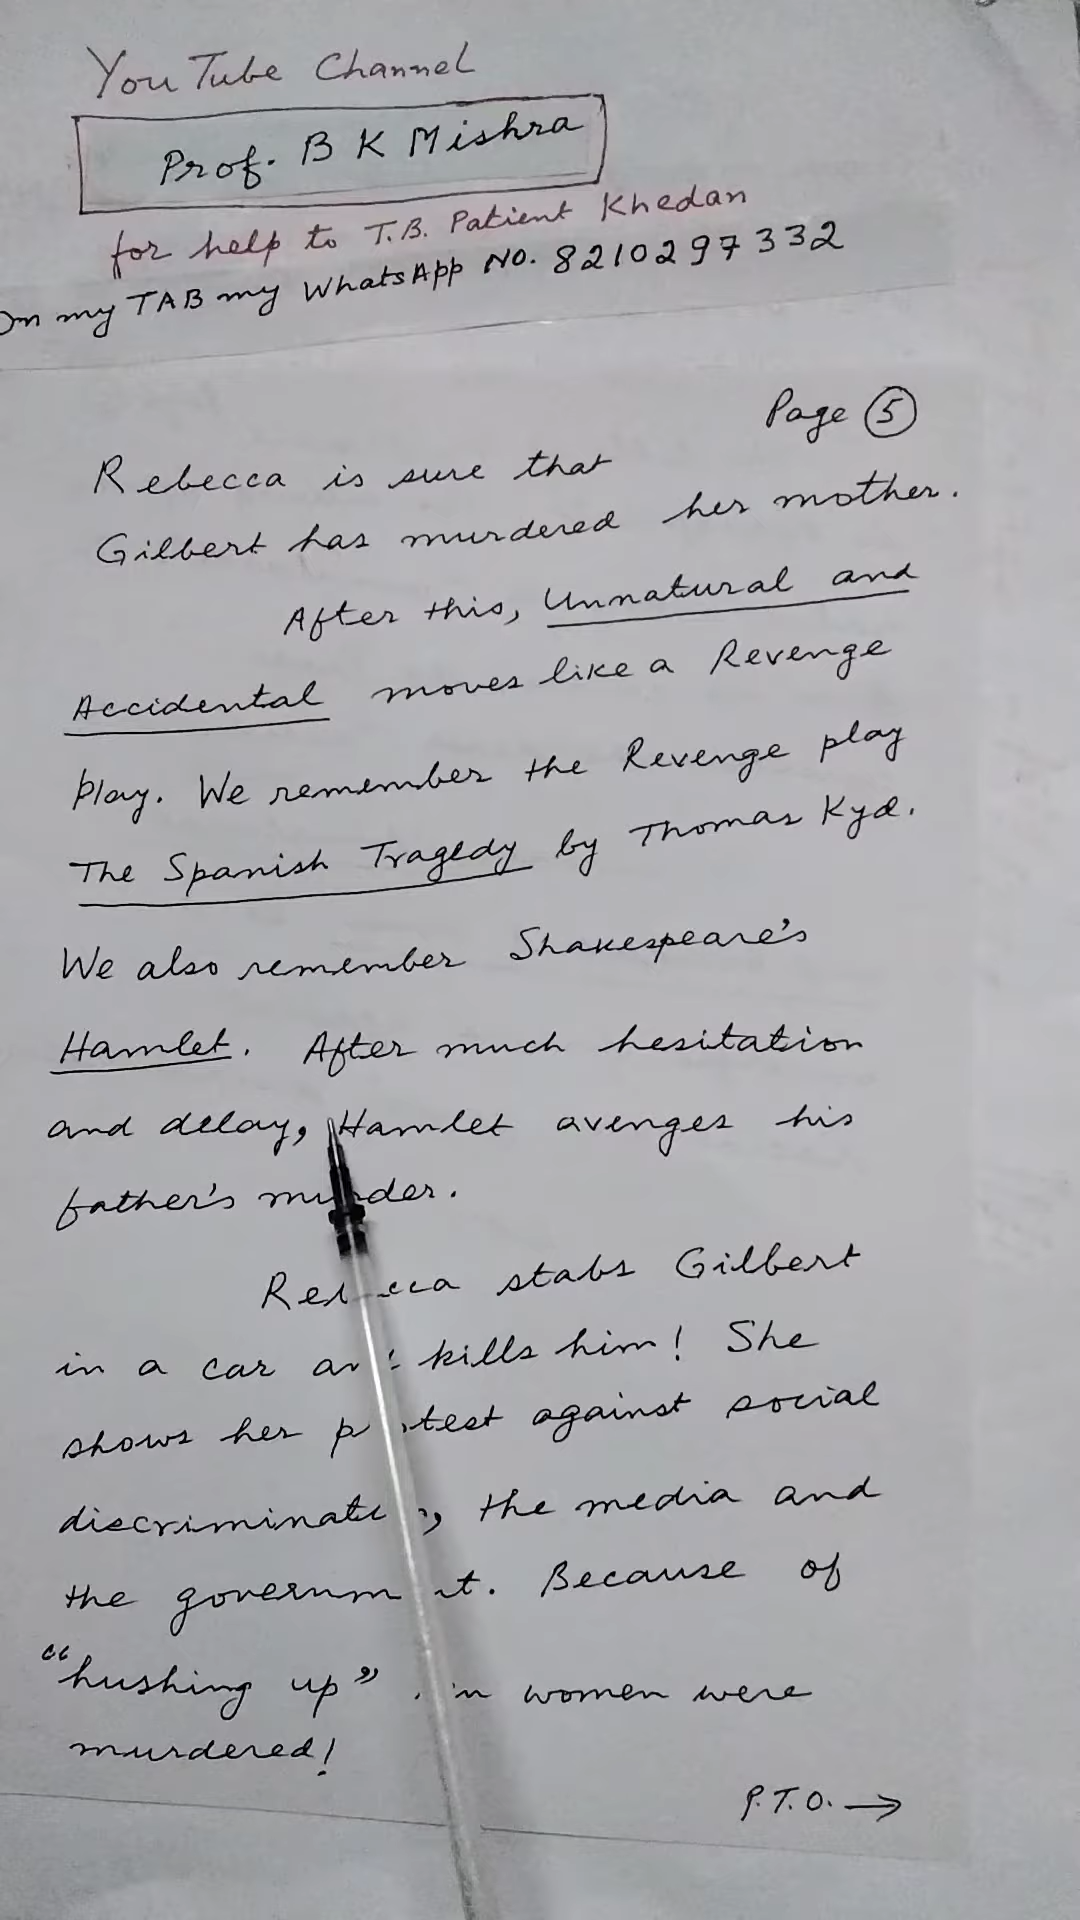 YouTube Channel
Prof. B K Mishra
for help to T.B. Patient Khedan
On my TAB my WhatsApp NO. 8210297332
Page 5
Rebecca is sure that
Gilbert has murdered her mother.
After this, Unnatural and
Accidental moves like a Revenge
play. We remember the Revenge play
The Spanish Tragedy by Thomas Kyd.
We also remember Shakespeare's
Hamlet. After much hesitation
and delay, Hamlet avenges his
father's murder.
Rebecca stabs Gilbert
in a car and kills him! She
shows her protest against social
discrimination, the media and
the government. Because of
"hushing up" women were
murdered!
P.T.O. →